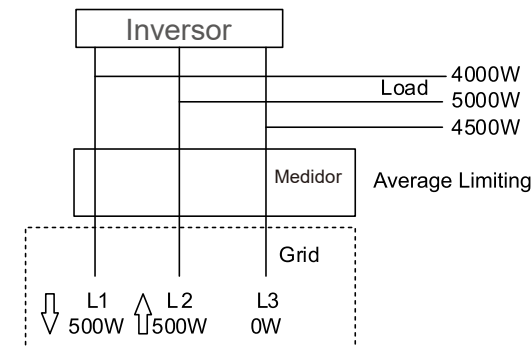 Inversor
4000W
Load
5000W
4500W
Medidor
Average Limiting
Grid
L1 L2 L3
500W 500W 0W